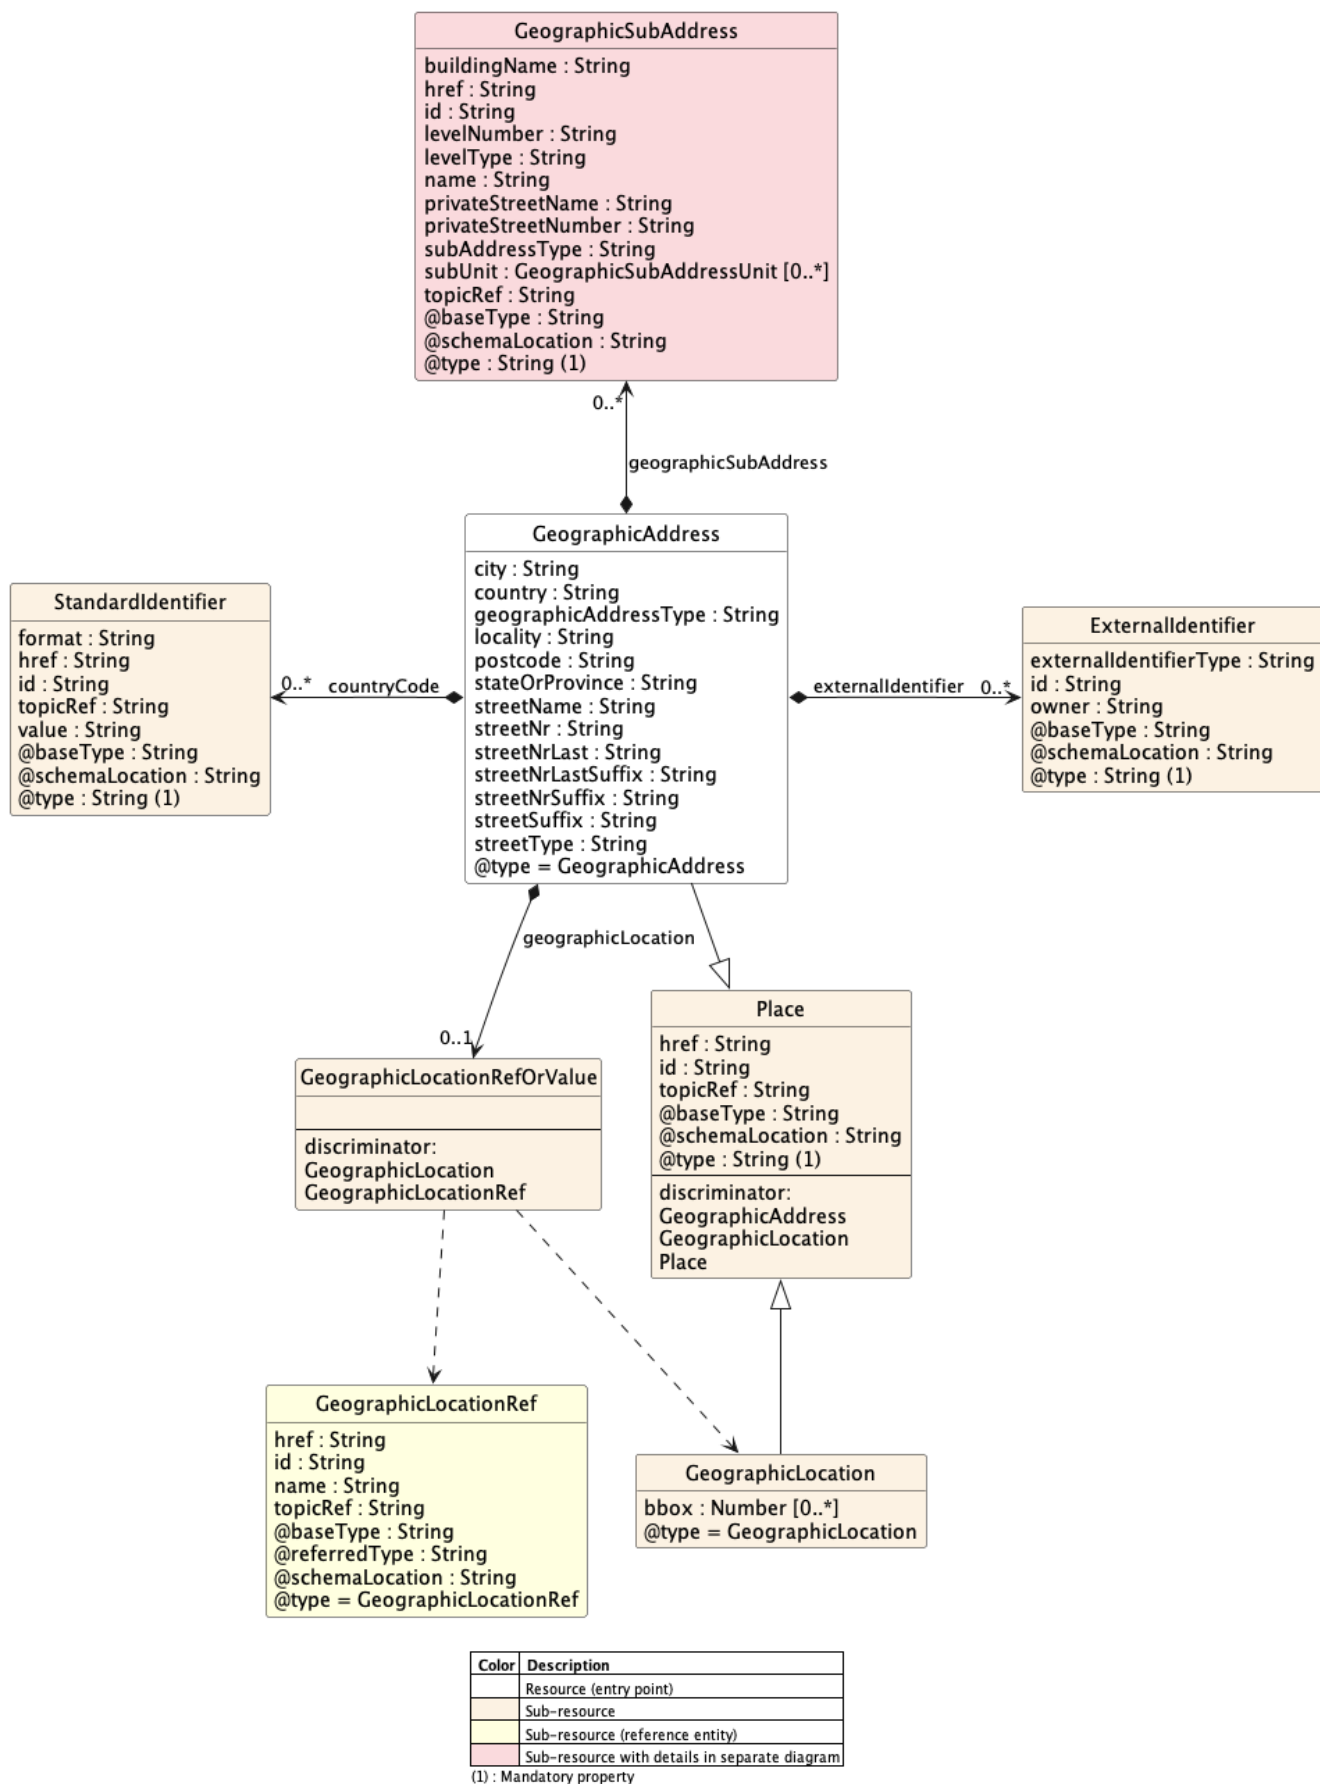 GeographicSubAddress
buildingName : String
href : String
id : String
levelNumber : String
levelType : String
name : String
privateStreetName : String
privateStreetNumber : String
subAddressType : String
subUnit : GeographicSubAddressUnit [0..*]
topicRef : String
@baseType : String
@schemaLocation : String
@type : String (1)
0..*
geographicSubAddress
GeographicAddress
city : String
country : String
geographicAddressType : String
locality : String
postcode : String
stateOrProvince : String
streetName : String
streetNr : String
streetNrLast : String
streetNrLastSuffix : String
streetNrSuffix : String
streetSuffix : String
streetType : String
@type = GeographicAddress
StandardIdentifier
format : String
href : String
id : String
topicRef : String
value : String
@baseType : String
@schemaLocation : String
@type : String (1)
0..* countryCode
externalIdentifier 0..*
ExternalIdentifier
externalIdentifierType : String
id : String
owner : String
@baseType : String
@schemaLocation : String
@type : String (1)
geographicLocation
0..1
GeographicLocationRefOrValue
discriminator:
GeographicLocation
GeographicLocationRef
Place
href : String
id : String
topicRef : String
@baseType : String
@schemaLocation : String
@type : String (1)
discriminator:
GeographicAddress
GeographicLocation
Place
GeographicLocationRef
href : String
id : String
name : String
topicRef : String
@baseType : String
@referredType : String
@schemaLocation : String
@type = GeographicLocationRef
GeographicLocation
bbox : Number [0..*]
@type = GeographicLocation
Color Description
Resource (entry point)
Sub-resource
Sub-resource (reference entity)
Sub-resource with details in separate diagram
(1) : Mandatory property